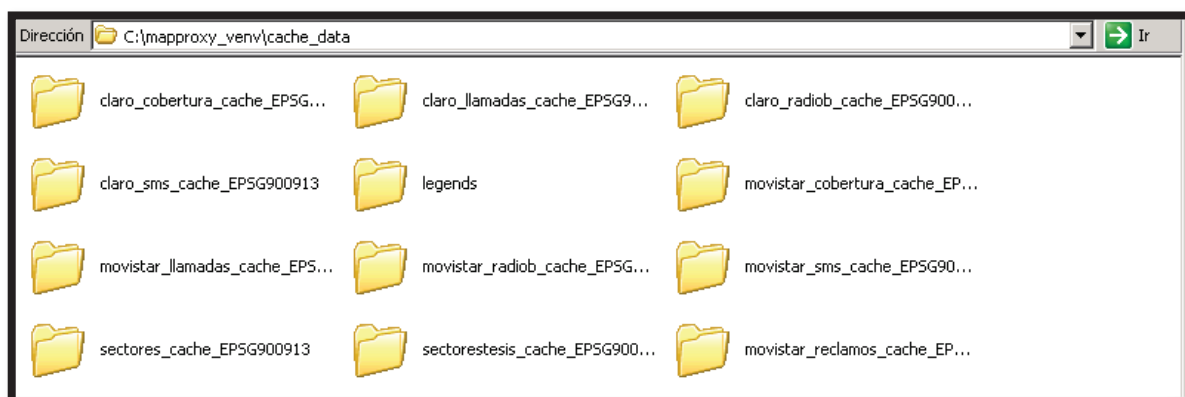 Dirección C:\mapproxy_venv\cache_data Ir
claro_cobertura_cache_EPSG... claro_llamadas_cache_EPSG9... claro_radiob_cache_EPSG900...
claro_sms_cache_EPSG900913 legends movistar_cobertura_cache_EP...
movistar_llamadas_cache_EPS... movistar_radiob_cache_EPSG... movistar_sms_cache_EPSG90...
sectores_cache_EPSG900913 sectorestesis_cache_EPSG900... movistar_reclamos_cache_EP...